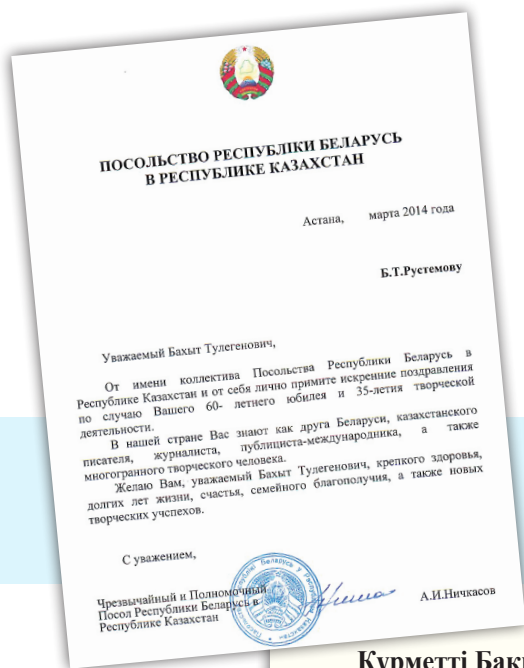 ПОСОЛЬСТВО РЕСПУБЛІКИ БЕЛАРУСЬ
В РЕСПУБЛИКЕ КАЗАХСТАН
Астана, марта 2014 года
Б.Т.Рустемову
Уважаемый Бахыт Тулегенович,
От имени коллектива Посольства Республики Беларусь в
Республике Казахстан и от себя лично примите искренние поздравления
по случаю Вашего 60- летнего юбилея и 35-летия творческой
деятельности.
В нашей стране Вас знают как друга Беларуси, казахстанского
писателя, журналиста, публициста-международника, а также
многогранного творческого человека.
Желаю Вам, уважаемый Бахыт Тулегенович, крепкого здоровья,
долгих лет жизни, счастья, семейного благополучия, а также новых
творческих учспехов.
С уважением,
Чрезвычайный и Полномочный
Посол Республики Беларусь в
Республике Казахстан
А.И.Ничкасов
Құрметті